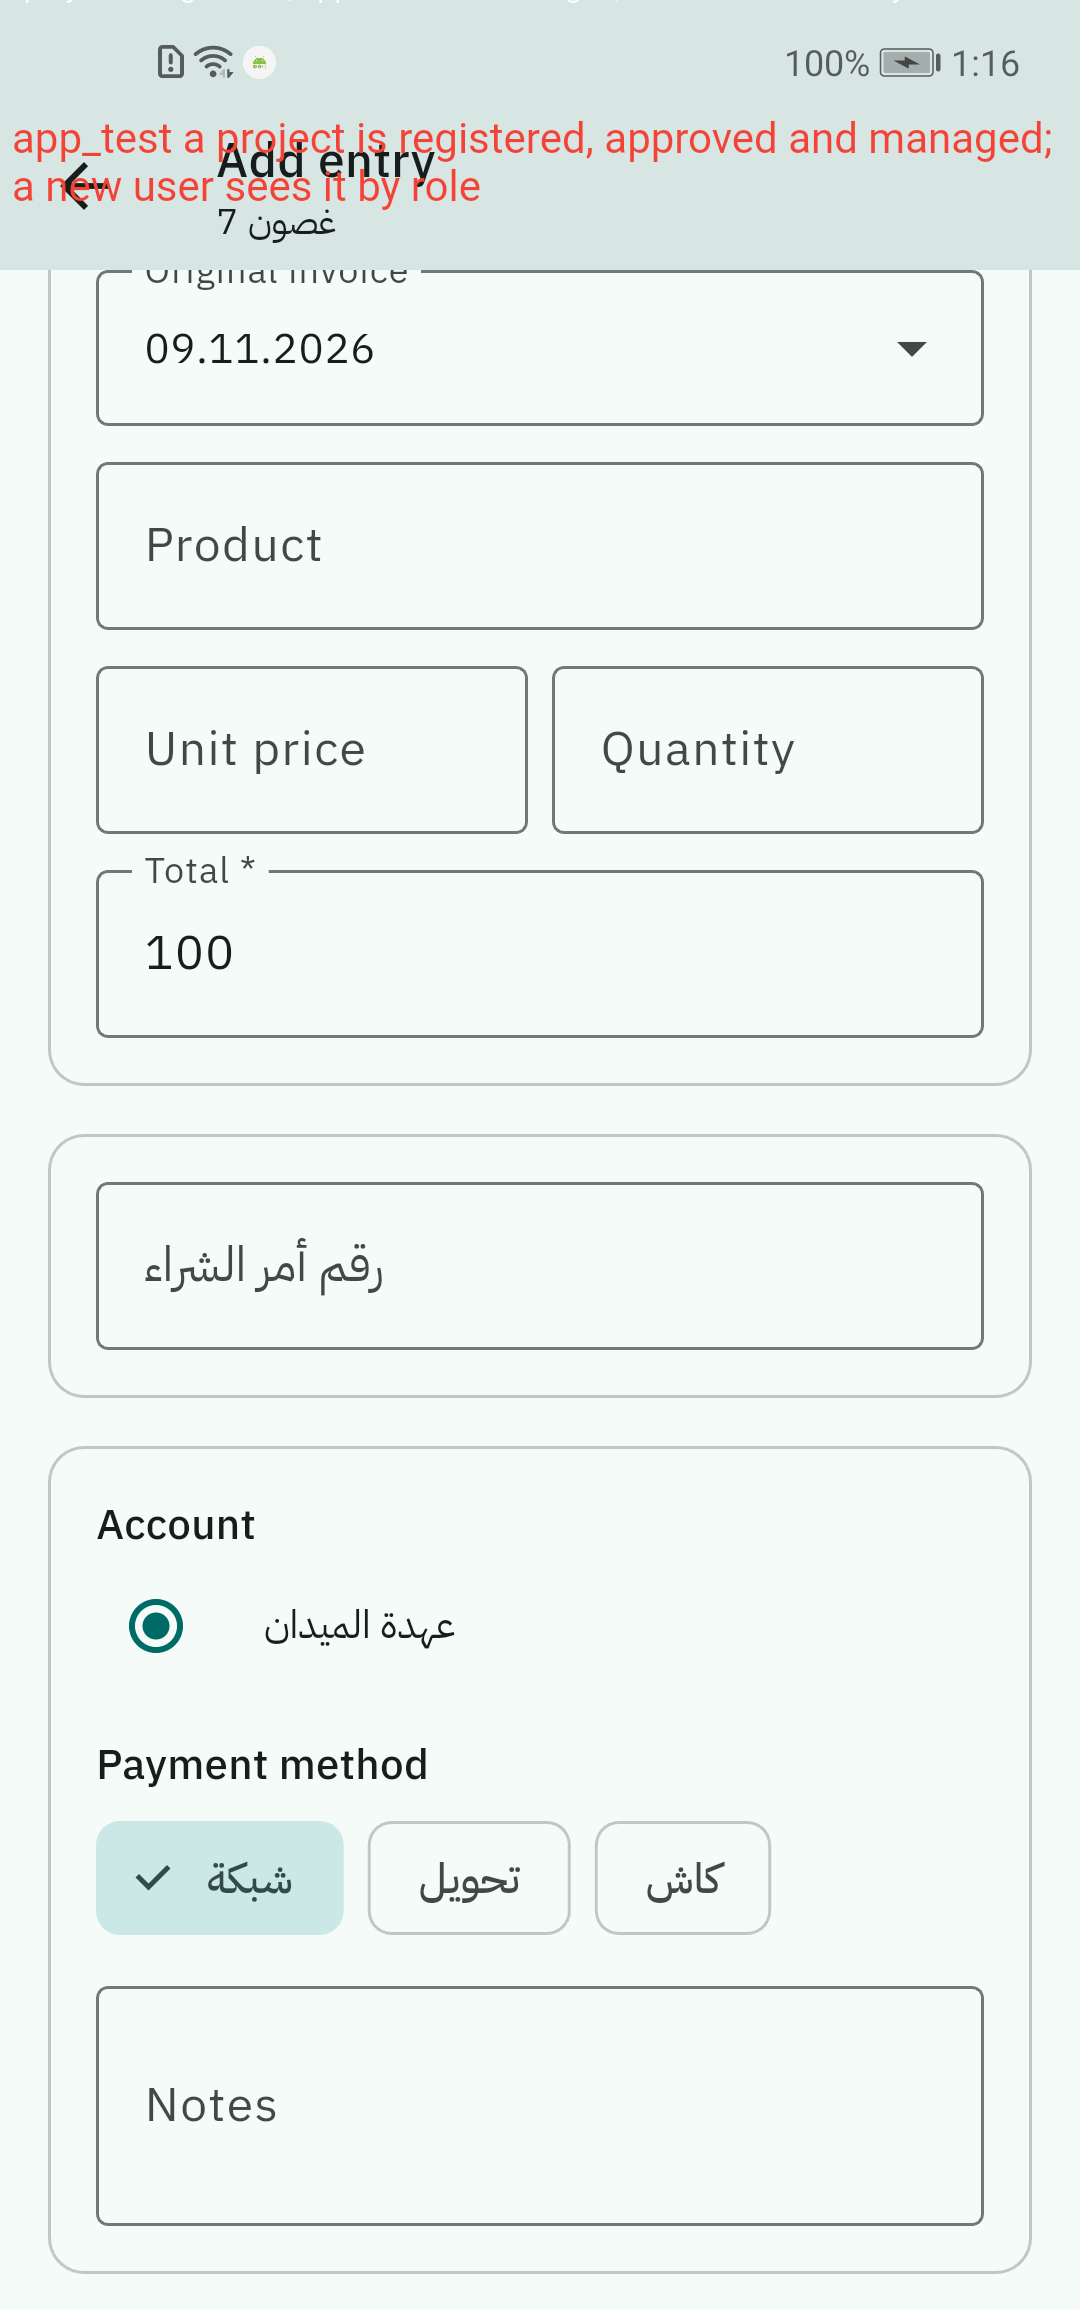 100% 1:16
app_test a project is registered, approved and managed;
a new user sees it by role
Add entry
غصون 7
Original invoice
09.11.2026
Product
Unit price
Quantity
Total *
100
رقم أمر الشراء
Account
عهدة الميدان
Payment method
شبكة
تحويل
كاش
Notes